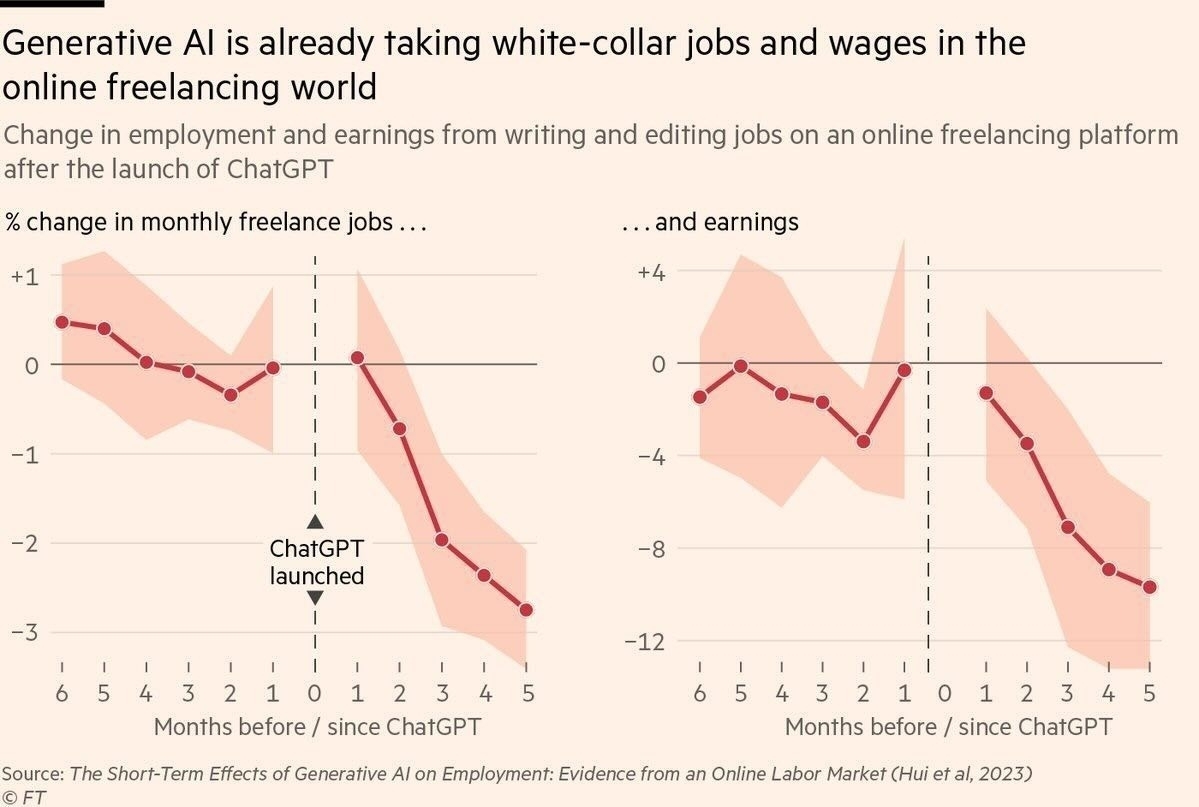 Generative AI is already taking white-collar jobs and wages in the
online freelancing world
Change in employment and earnings from writing and editing jobs on an online freelancing platform
after the launch of ChatGPT
% change in monthly freelance jobs ...
+1
0
−1
−2
−3
ChatGPT
launched
6 5 4 3 2 1 0 1 2 3 4 5
Months before / since ChatGPT
... and earnings
+4
0
−4
−8
−12
6 5 4 3 2 1 0 1 2 3 4 5
Months before / since ChatGPT
Source: The Short-Term Effects of Generative AI on Employment: Evidence from an Online Labor Market (Hui et al, 2023)
© FT